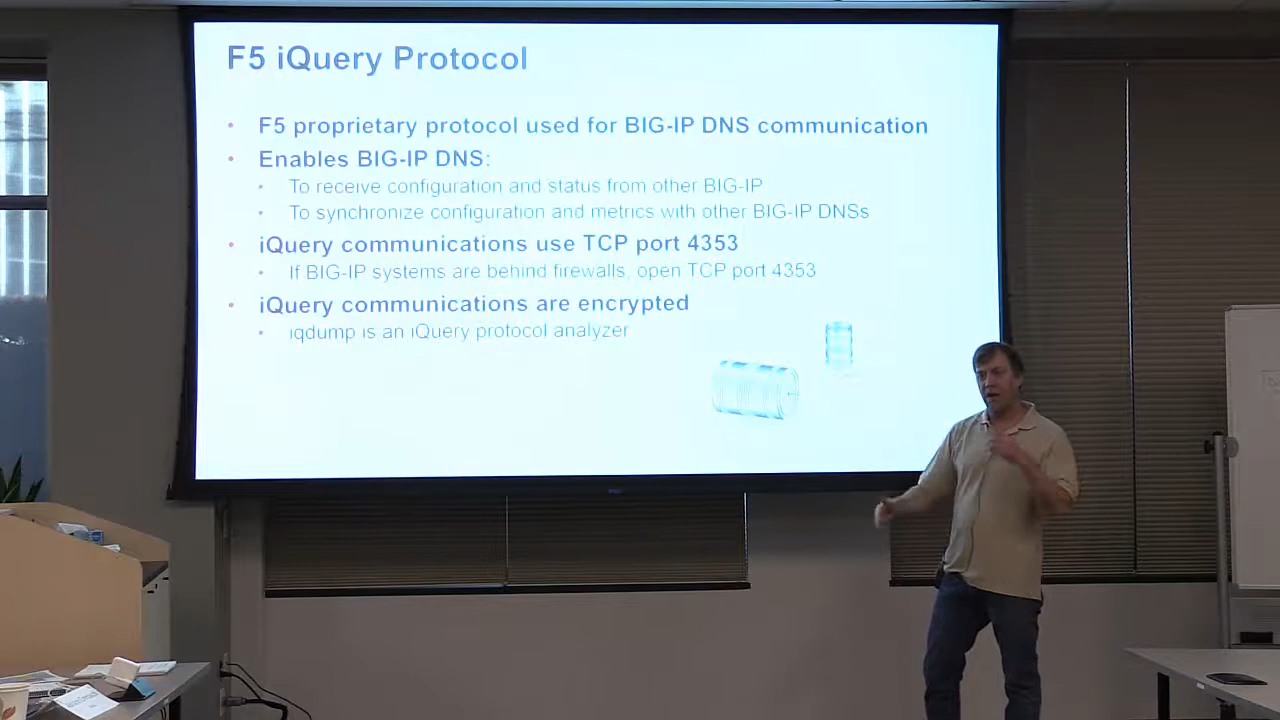 F5 iQuery Protocol
• F5 proprietary protocol used for BIG-IP DNS communication
• Enables BIG-IP DNS:
• To receive configuration and status from other BIG-IP
• To synchronize configuration and metrics with other BIG-IP DNSs
• iQuery communications use TCP port 4353
• If BIG-IP systems are behind firewalls, open TCP port 4353
• iQuery communications are encrypted
• iqdump is an iQuery protocol analyzer